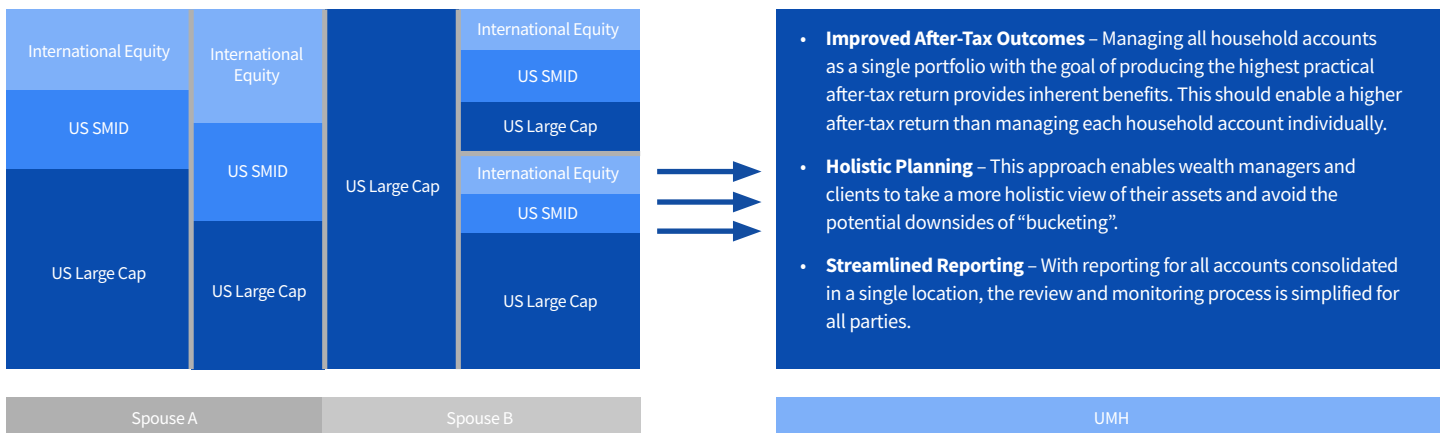 International Equity
US SMID
US Large Cap
International
Equity
US SMID
US Large Cap
US Large Cap
International Equity
US SMID
US Large Cap
International Equity
US SMID
US Large Cap
Spouse A
Spouse B
• Improved After-Tax Outcomes – Managing all household accounts
as a single portfolio with the goal of producing the highest practical
after-tax return provides inherent benefits. This should enable a higher
after-tax return than managing each household account individually.
• Holistic Planning – This approach enables wealth managers and
clients to take a more holistic view of their assets and avoid the
potential downsides of “bucketing”.
• Streamlined Reporting – With reporting for all accounts consolidated
in a single location, the review and monitoring process is simplified for
all parties.
UMH